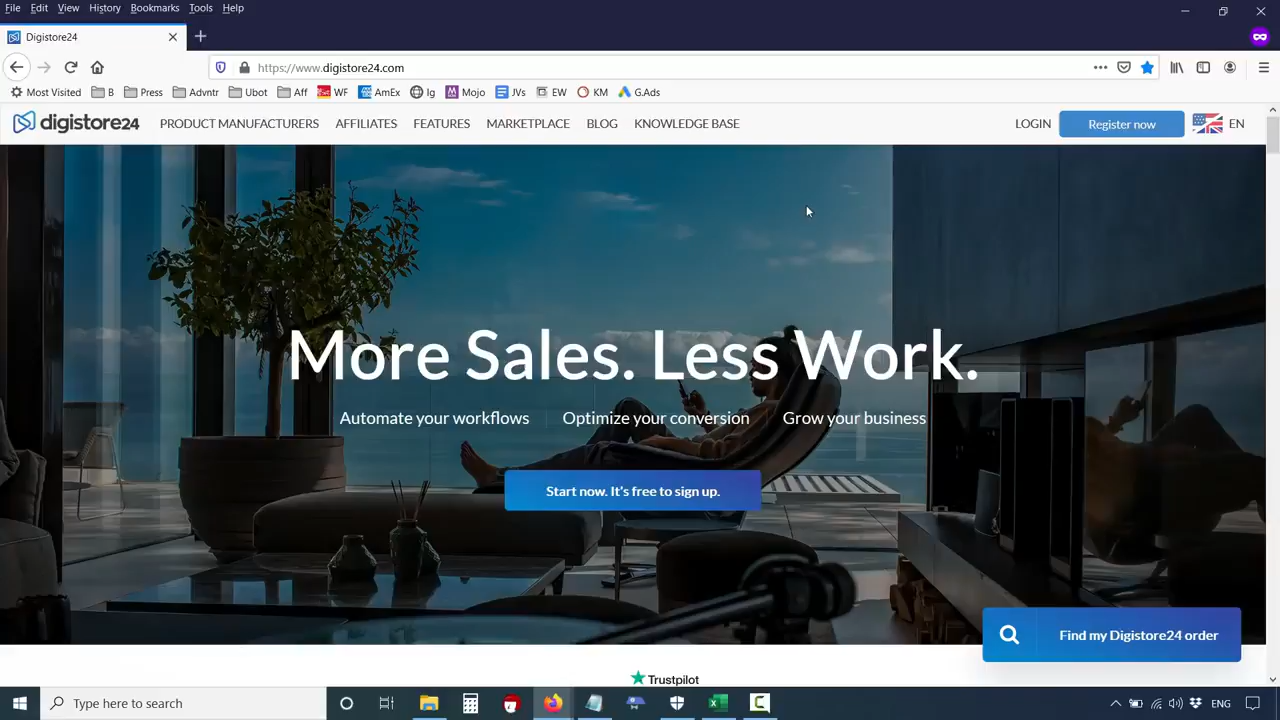 File Edit View History Bookmarks Tools Help
Digistore24
https://www.digistore24.com
Most Visited B Press Advntr Ubot Aff WF AmEx Ig Mojo JVs EW KM G.Ads
digistore24 PRODUCT MANUFACTURERS AFFILIATES FEATURES MARKETPLACE BLOG KNOWLEDGE BASE LOGIN Register now EN
More Sales. Less Work.
Automate your workflows Optimize your conversion Grow your business
Start now. It's free to sign up.
Find my Digistore24 order
Trustpilot
Type here to search ENG